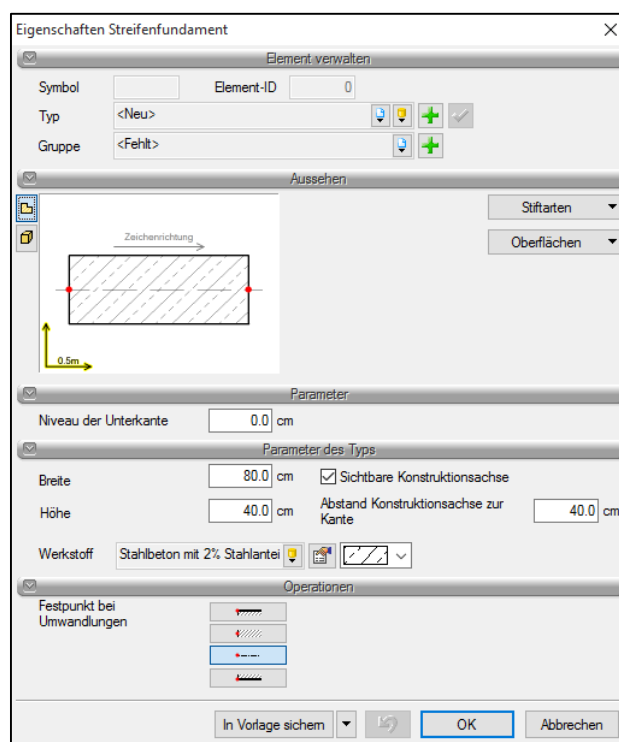 Eigenschaften Streifenfundament
Element verwalten
Symbol Element-ID 0
Typ <Neu>
Gruppe <Fehlt>
Aussehen
Stiftarten
Oberflächen
Zeichenrichtung
0.5m
Parameter
Niveau der Unterkante 0.0 cm
Parameter des Typs
Breite 80.0 cm Sichtbare Konstruktionsachse
Höhe 40.0 cm Abstand Konstruktionsachse zur Kante 40.0 cm
Werkstoff Stahlbeton mit 2% Stahlantei
Operationen
Festpunkt bei
Umwandlungen
In Vorlage sichern OK Abbrechen